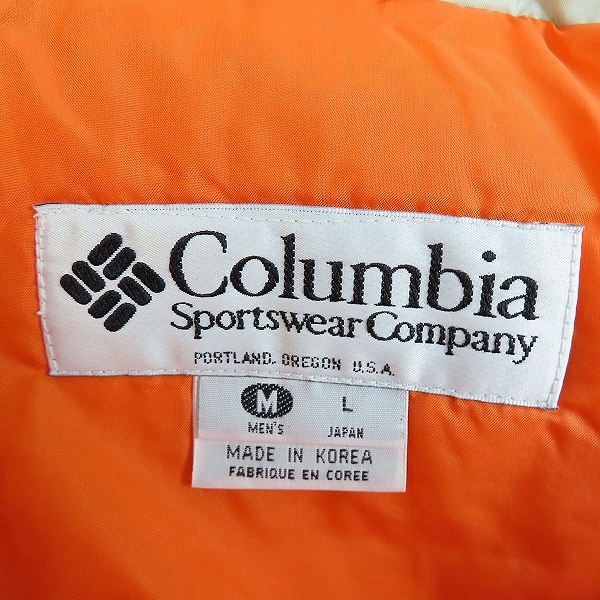 Columbia
Sportswear Company
PORTLAND, OREGON U.S.A.
M L
MEN'S JAPAN
MADE IN KOREA
FABRIQUE EN COREE